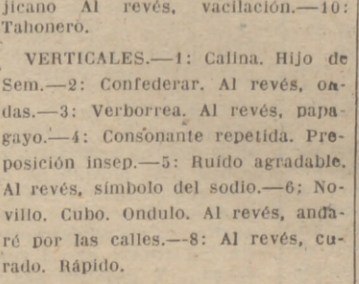 jicano Al revés, vacilación.—10:
Tahonero.
VERTICALES.—1: Calina. Hijo de
Sem.—2: Confederar. Al revés, on-
das.—3: Verborrea. Al revés, papa-
gayo.—4: Consonante repetida. Pre-
posición insep.—5: Ruido agradable.
Al revés, símbolo del sodio.—6: No-
villo. Cubo. Ondulo. Al revés, anda-
ré por las calles.—-8: Al revés, cu-
rado. Rápido.